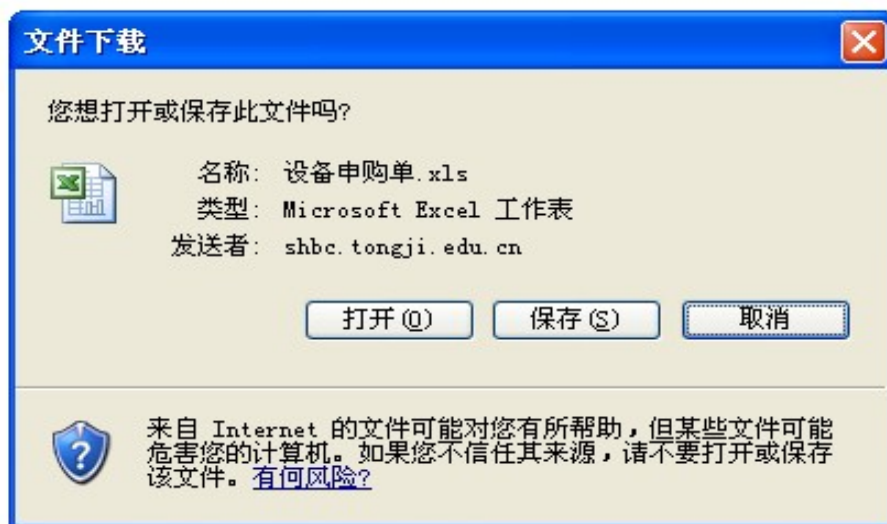 文件下载
您想打开或保存此文件吗?
名称: 设备申购单.xls
类型: Microsoft Excel 工作表
发送者: shbc.tongji.edu.cn
打开(O) 保存(S) 取消
来自 Internet 的文件可能对您有所帮助,但某些文件可能
危害您的计算机。如果您不信任其来源,请不要打开或保存
该文件。有何风险?